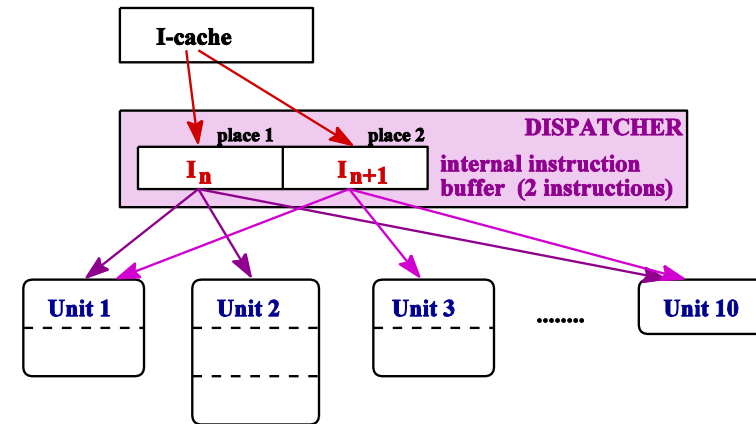 I-cache
DISPATCHER
place 1
place 2
In
In+1
internal instruction
buffer (2 instructions)
Unit 1
Unit 2
Unit 3
........
Unit 10